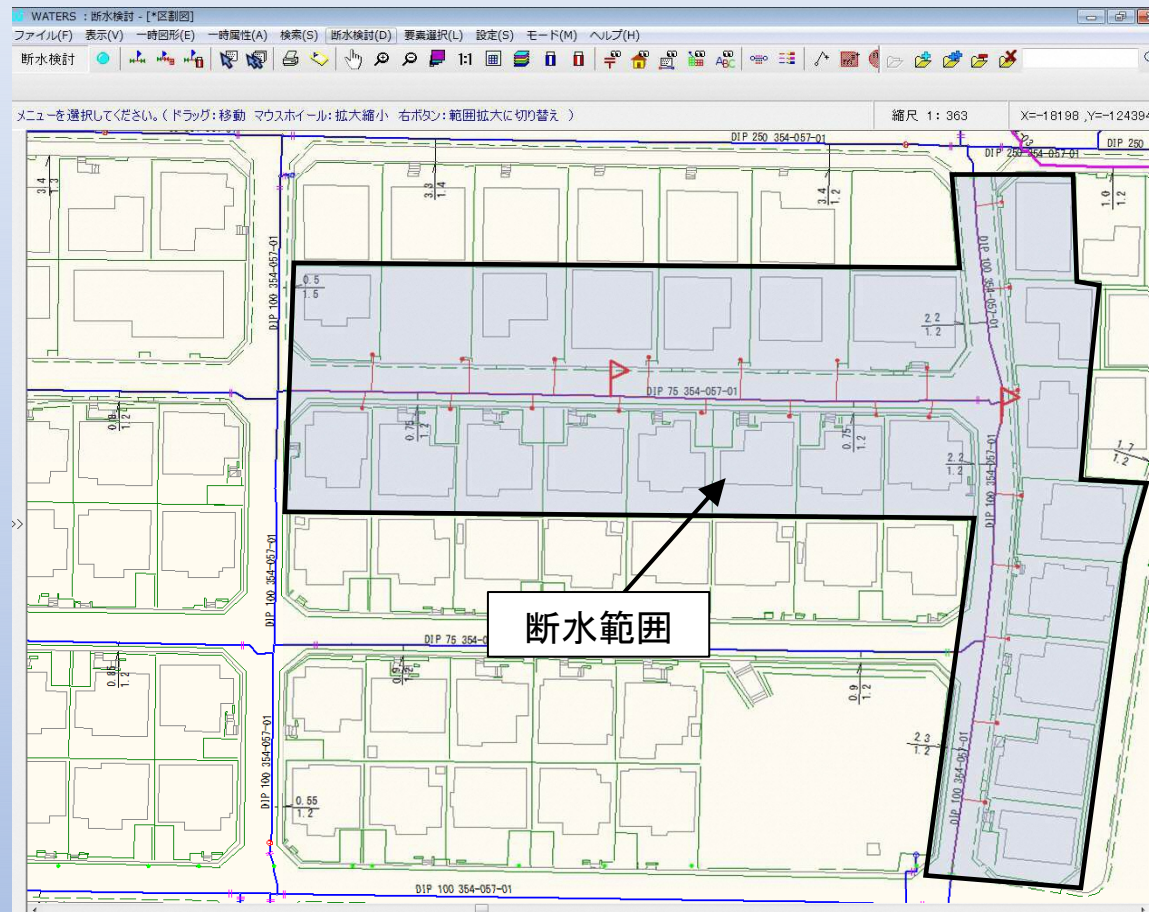 WATERS : 断水検討 - [*区割図]
ファイル(F) 表示(V) 一時図形(E) 一時属性(A) 検索(S) 断水検討(D) 要素選択(L) 設定(S) モード(M) ヘルプ(H)
断水検討 1:1 ABC
メニューを選択してください。( ドラッグ:移動 マウスホイール:拡大縮小 右ボタン:範囲拡大に切り替え ) 縮尺 1: 363 X=-18198 ,Y=-124394
DIP 250 354-057-01
DIP 250
DIP 250 354-057-01
3.4
1.3
3.3
1.4
3.4
1.2
1.0
1.2
DIP 100 354-057-01
DIP 100 354-057-01
0.5
1.5
2.2
1.2
DIP 75 354-057-01
0.8
1.2
0.75
1.2
0.75
1.2
2.2
1.2
1.7
1.2
DIP 100 354-057-01
DIP 100 354-057-01
>>
断水範囲
DIP 75 354-0
0.85
1.2
0.9
1.2
0.9
1.2
2.3
1.2
DIP 100 354-057-01
DIP 100 354-057-01
0.55
1.2
DIP 100 354-057-01